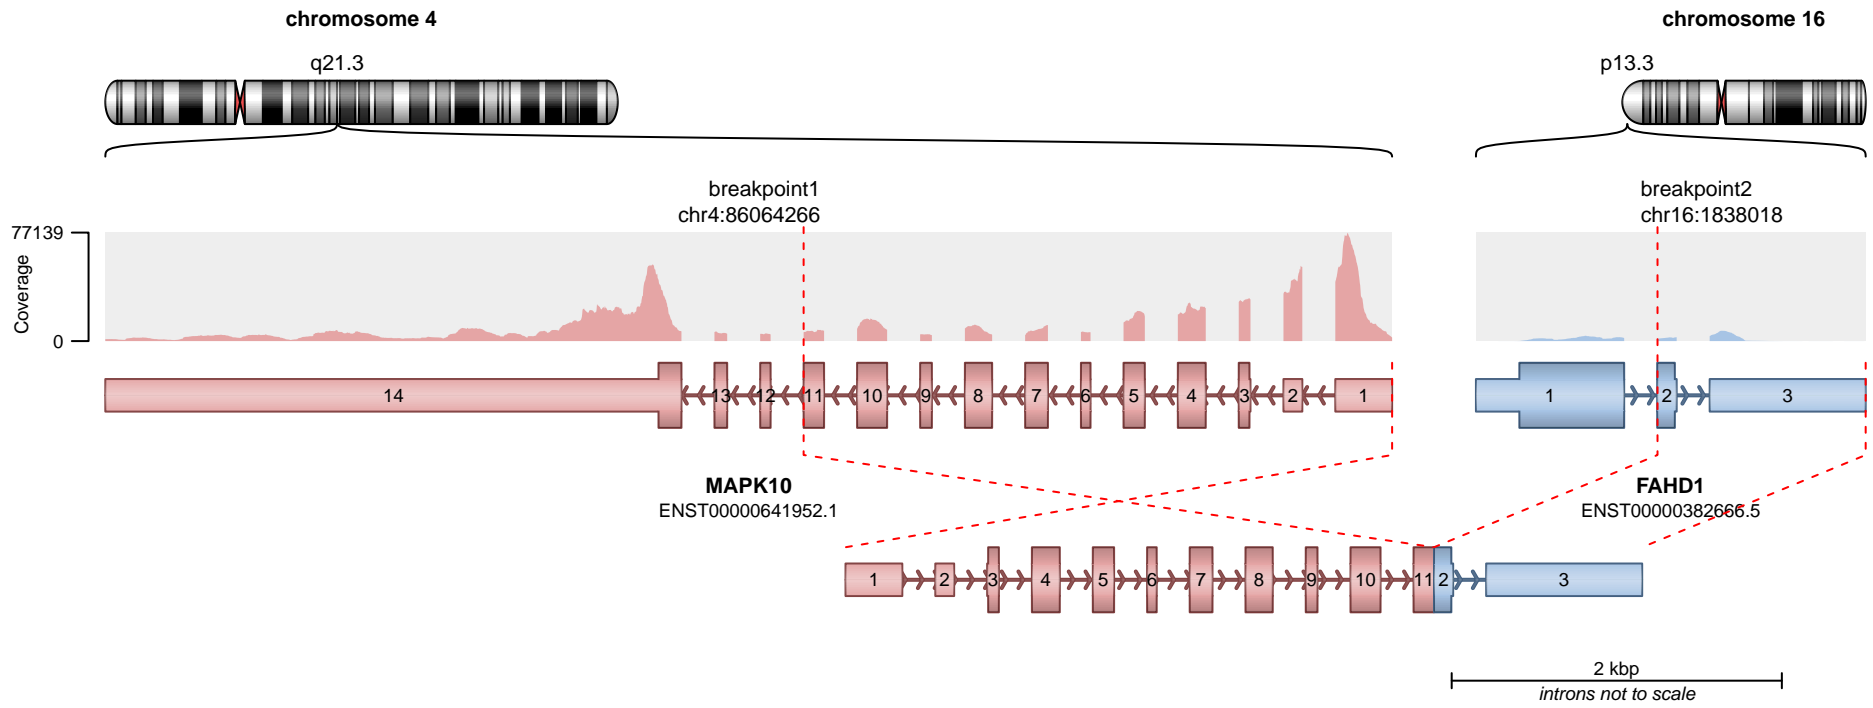 chromosome 4
chromosome 16
q21.3
p13.3
breakpoint1
chr4:86064266
breakpoint2
chr16:1838018
77139
Coverage
0
14 13 12 11 10 9 8 7 6 5 4 3 2 1
1 2 3
MAPK10
ENST00000641952.1
FAHD1
ENST00000382666.5
1 2 3 4 5 6 7 8 9 10 11 2 3
2 kbp
introns not to scale